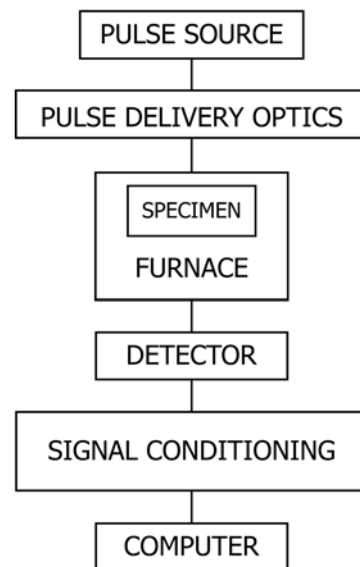 PULSE SOURCE
PULSE DELIVERY OPTICS
SPECIMEN
FURNACE
DETECTOR
SIGNAL CONDITIONING
COMPUTER